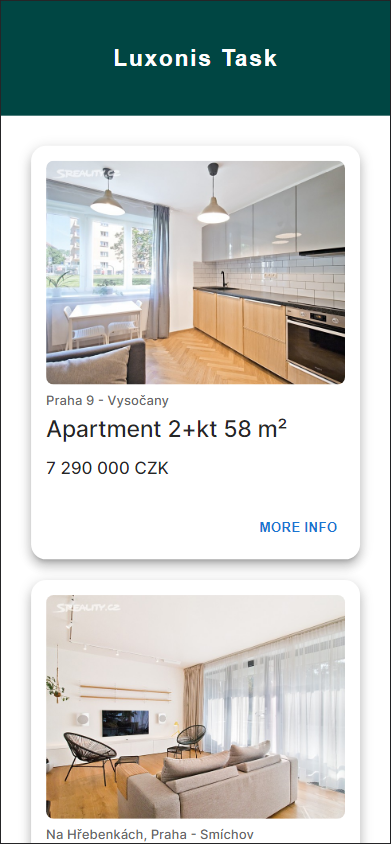 Luxonis Task
SREALITY.CZ
Praha 9 - Vysočany
Apartment 2+kt 58 m²
7 290 000 CZK
MORE INFO
SREALITY.CZ
Na Hřebenkách, Praha - Smíchov